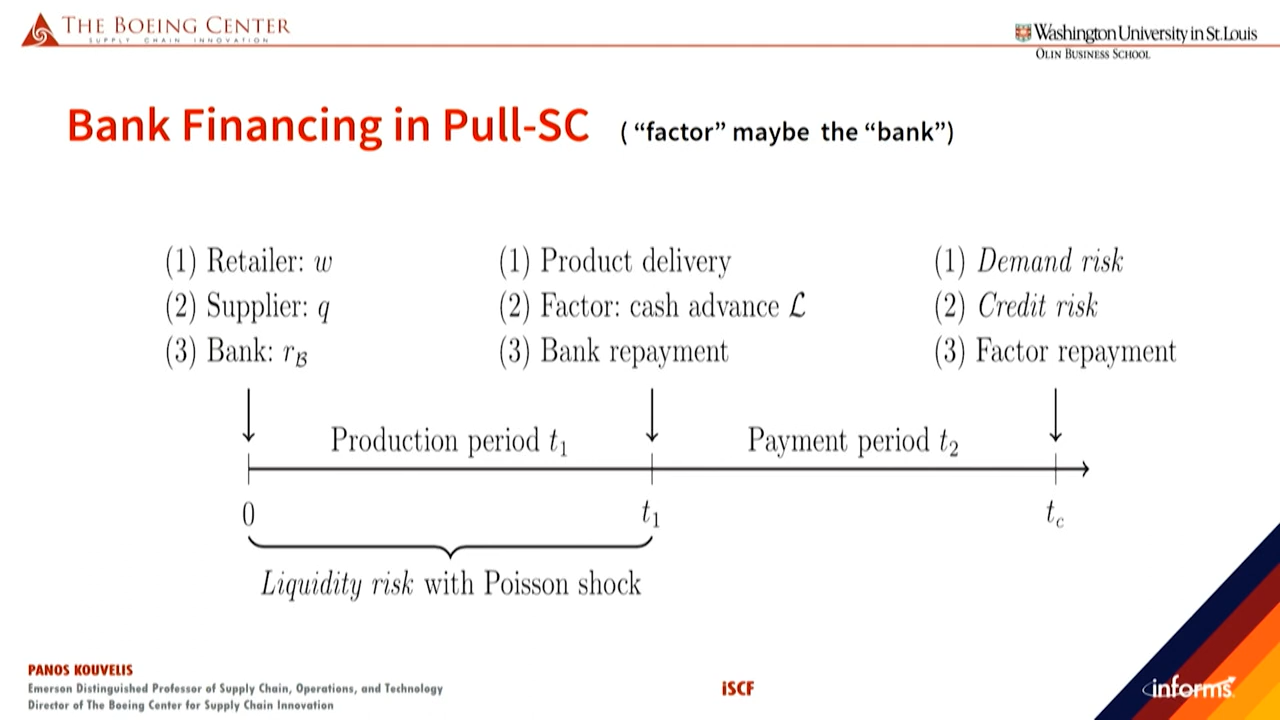 THE BOEING CENTER
SUPPLY CHAIN INNOVATION
Washington University in St. Louis
OLIN BUSINESS SCHOOL
Bank Financing in Pull-SC ( “factor” maybe the “bank”)
(1) Retailer: w
(2) Supplier: q
(3) Bank: r_B
(1) Product delivery
(2) Factor: cash advance ℒ
(3) Bank repayment
(1) Demand risk
(2) Credit risk
(3) Factor repayment
Production period t₁
Payment period t₂
0
t₁
t_c
Liquidity risk with Poisson shock
PANOS KOUVELIS
Emerson Distinguished Professor of Supply Chain, Operations, and Technology
Director of The Boeing Center for Supply Chain Innovation
iSCF
informs